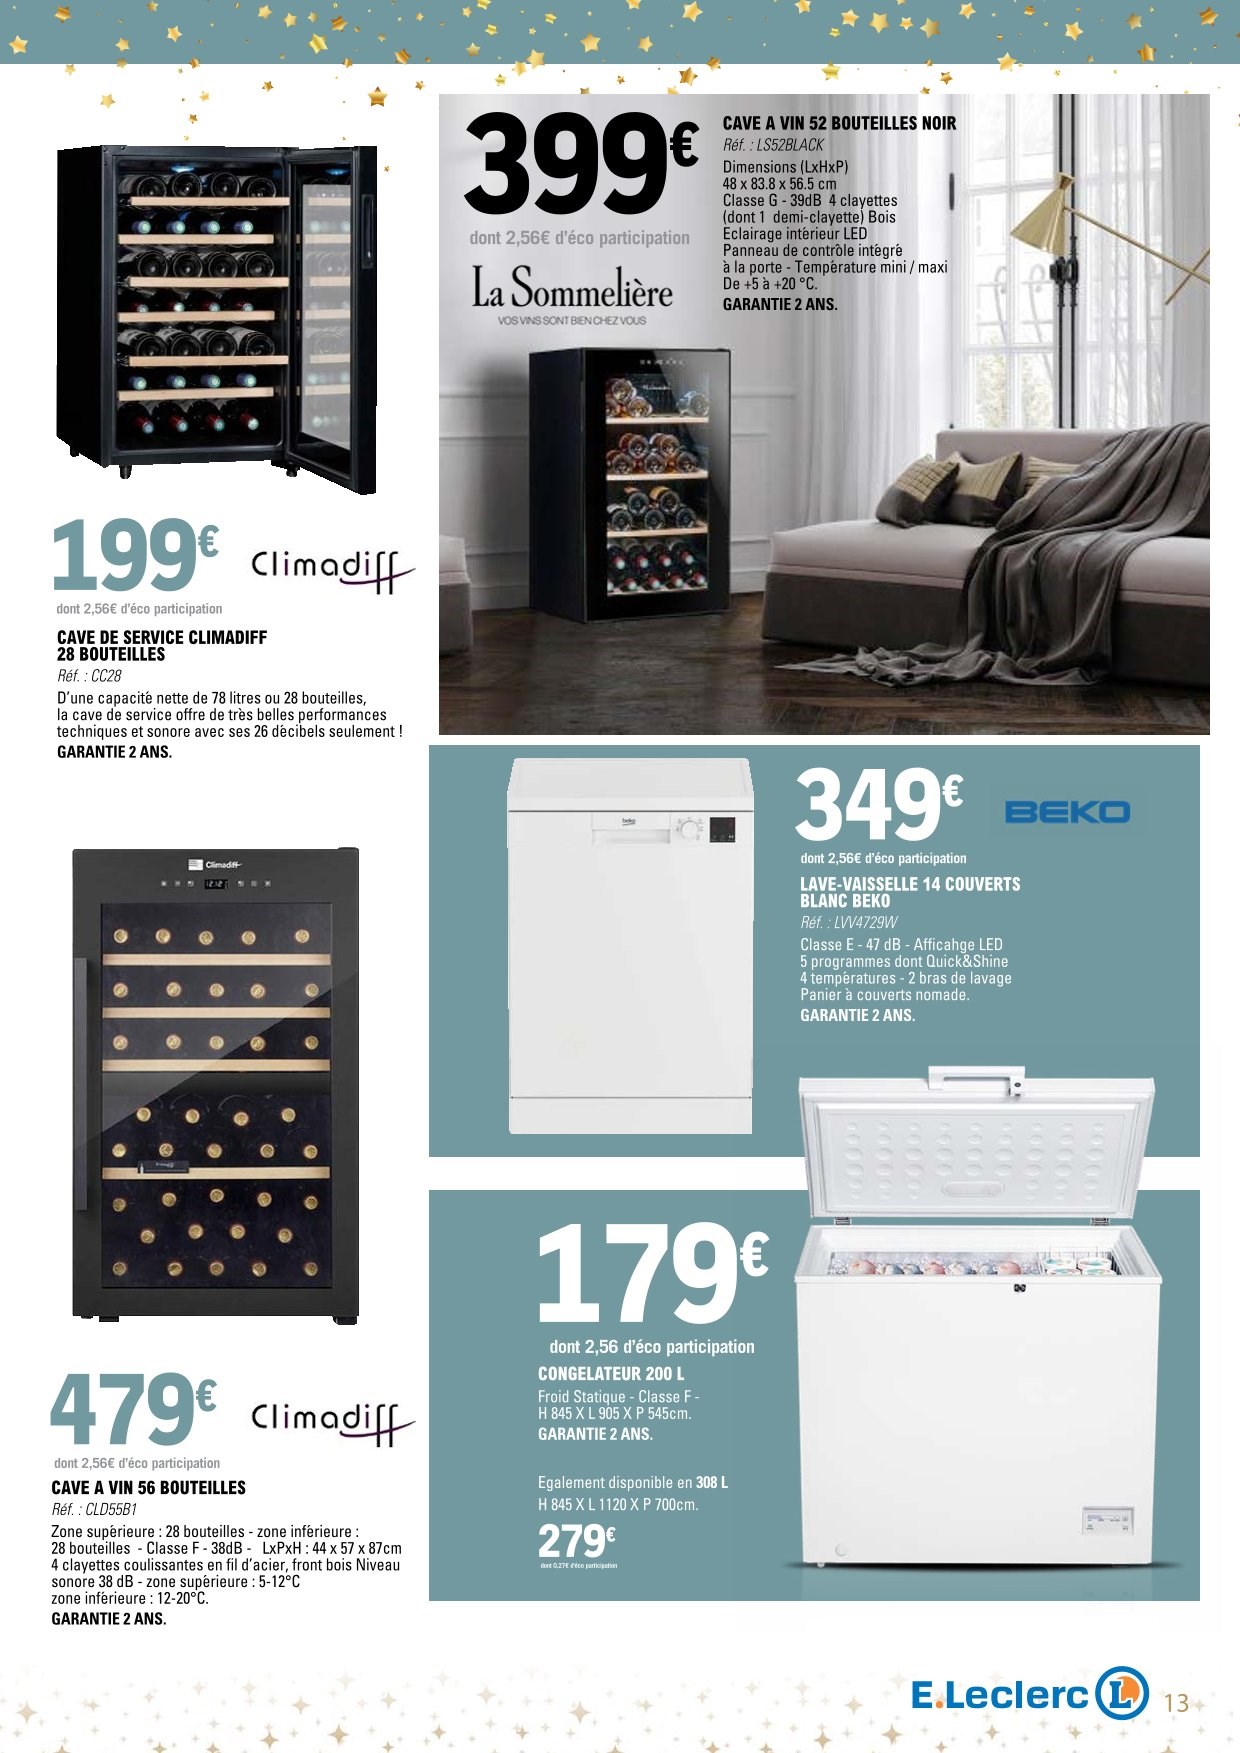 399€
dont 2,56€ d'éco participation
La Sommelière
VOS VINS SONT BIEN CHEZ VOUS
CAVE A VIN 52 BOUTEILLES NOIR
Réf. : LS52BLACK
Dimensions (LxHxP)
48 x 83.8 x 56.5 cm
Classe G - 39dB 4 clayettes
(dont 1 demi-clayette) Bois
Eclairage intérieur LED
Panneau de contrôle intégré
à la porte - Température mini / maxi
De +5 à +20 °C.
GARANTIE 2 ANS.
199€
Climadiff
dont 2,56€ d'éco participation
CAVE DE SERVICE CLIMADIFF
28 BOUTEILLES
Réf. : CC28
D'une capacité nette de 78 litres ou 28 bouteilles,
la cave de service offre de très belles performances
techniques et sonore avec ses 26 décibels seulement !
GARANTIE 2 ANS.
beko
349€
BEKO
dont 2,56€ d'éco participation
LAVE-VAISSELLE 14 COUVERTS
BLANC BEKO
Réf. : LVV4729W
Classe E - 47 dB - Afficahge LED
5 programmes dont Quick&Shine
4 températures - 2 bras de lavage
Panier à couverts nomade.
GARANTIE 2 ANS.
Climadiff
12:12
479€
Climadiff
dont 2,56€ d'éco participation
CAVE A VIN 56 BOUTEILLES
Réf. : CLD55B1
Zone supérieure : 28 bouteilles - zone inférieure :
28 bouteilles - Classe F - 38dB - LxPxH : 44 x 57 x 87cm
4 clayettes coulissantes en fil d'acier, front bois Niveau
sonore 38 dB - zone supérieure : 5-12°C
zone inférieure : 12-20°C.
GARANTIE 2 ANS.
179€
dont 2,56 d'éco participation
CONGELATEUR 200 L
Froid Statique - Classe F -
H 845 X L 905 X P 545cm.
GARANTIE 2 ANS.
Egalement disponible en 308 L
H 845 X L 1120 X P 700cm.
279€
dont 0,27€ d'éco participation
E.Leclerc L
13